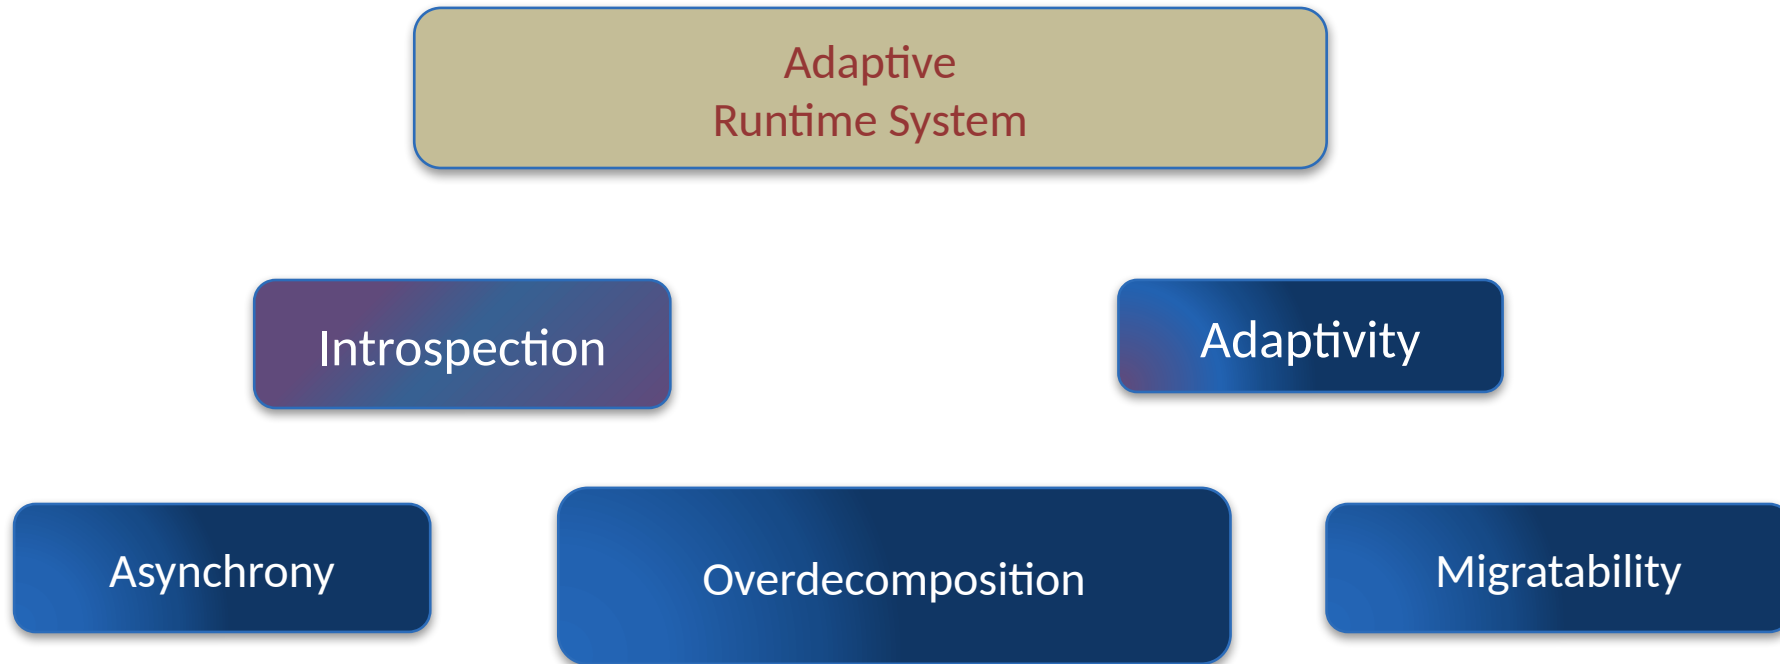 Adaptive
Runtime System
Introspection
Adaptivity
Asynchrony
Overdecomposition
Migratability